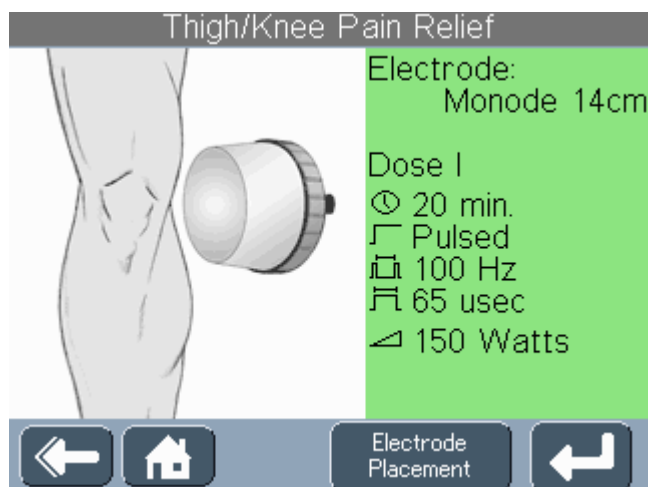 Thigh/Knee Pain Relief
Electrode:
Monode 14cm
Dose I
20 min.
Pulsed
100 Hz
65 usec
150 Watts
Electrode
Placement